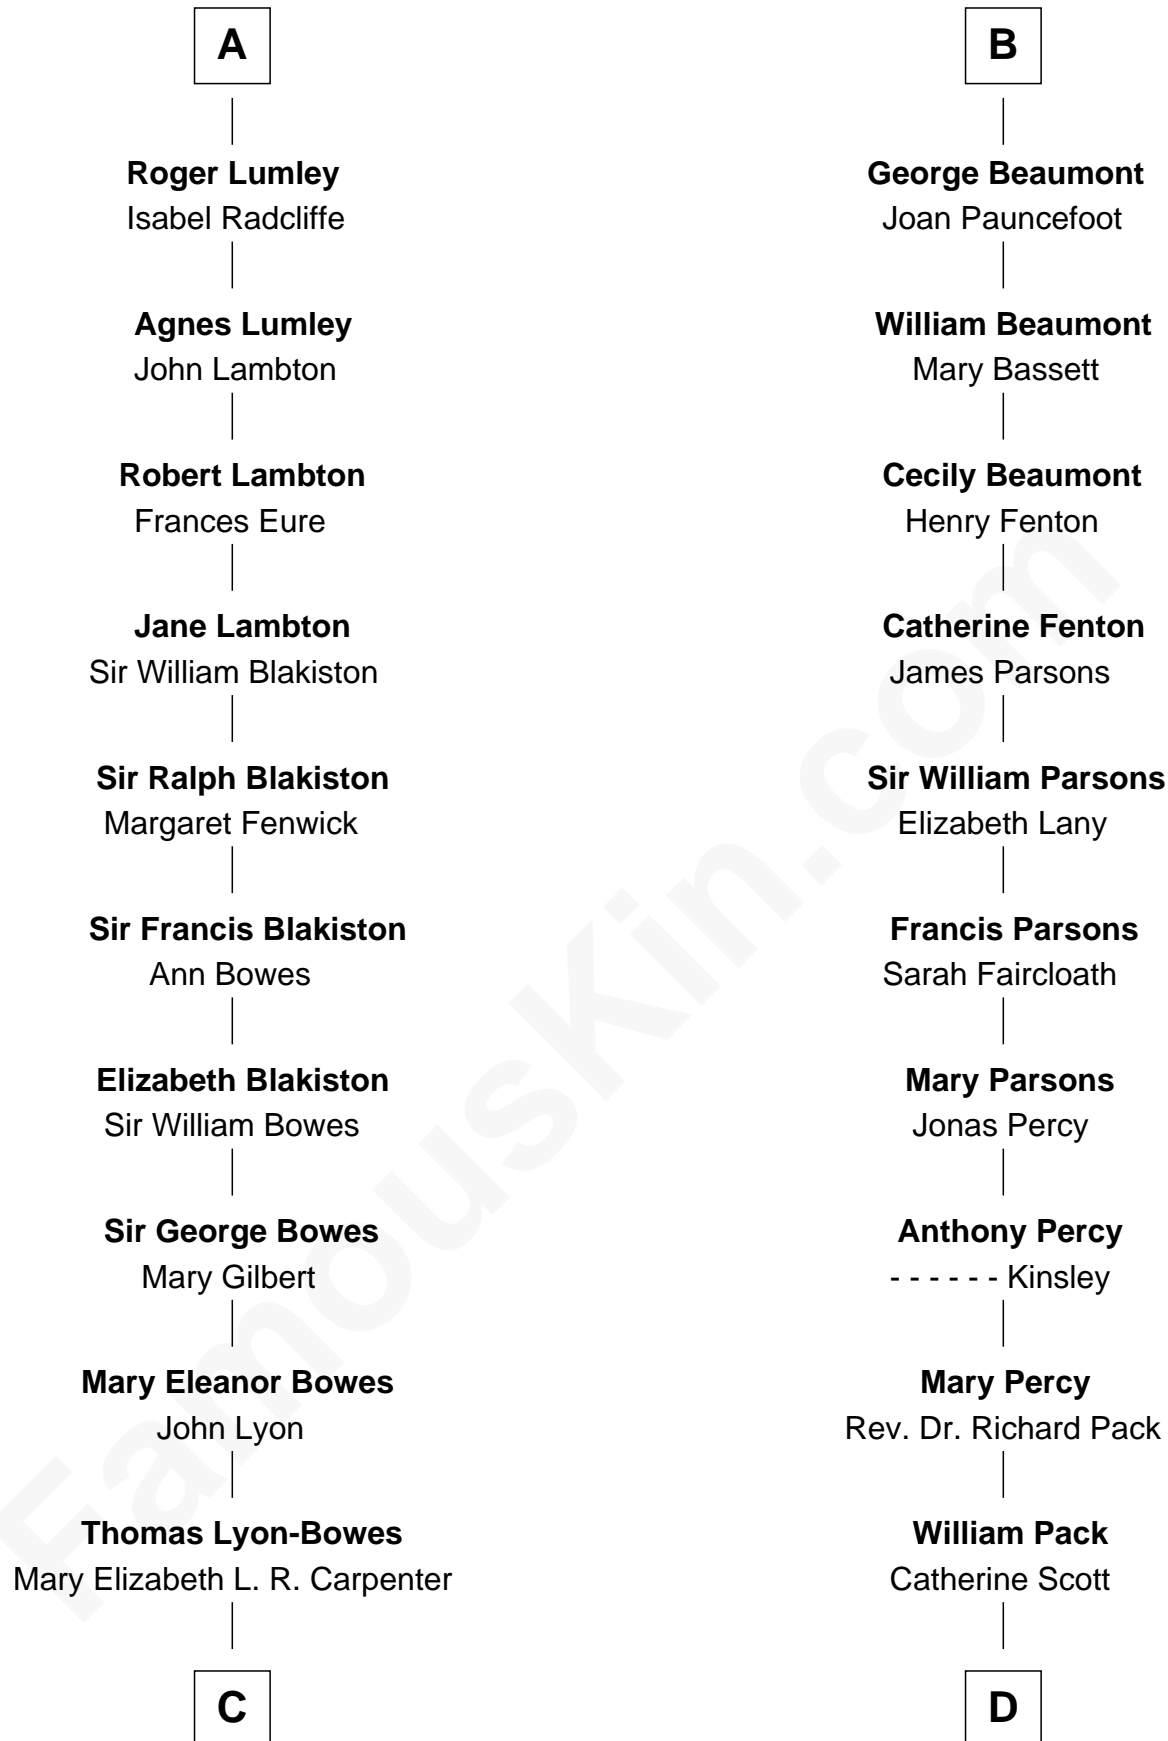 A
Roger Lumley
Isabel Radcliffe
Agnes Lumley
John Lambton
Robert Lambton
Frances Eure
Jane Lambton
Sir William Blakiston
Sir Ralph Blakiston
Margaret Fenwick
Sir Francis Blakiston
Ann Bowes
Elizabeth Blakiston
Sir William Bowes
Sir George Bowes
Mary Gilbert
Mary Eleanor Bowes
John Lyon
Thomas Lyon-Bowes
Mary Elizabeth L. R. Carpenter
C
B
George Beaumont
Joan Pauncefoot
William Beaumont
Mary Bassett
Cecily Beaumont
Henry Fenton
Catherine Fenton
James Parsons
Sir William Parsons
Elizabeth Lany
Francis Parsons
Sarah Faircloath
Mary Parsons
Jonas Percy
Anthony Percy
- - - - - - Kinsley
Mary Percy
Rev. Dr. Richard Pack
William Pack
Catherine Scott
D
FamousKin.com